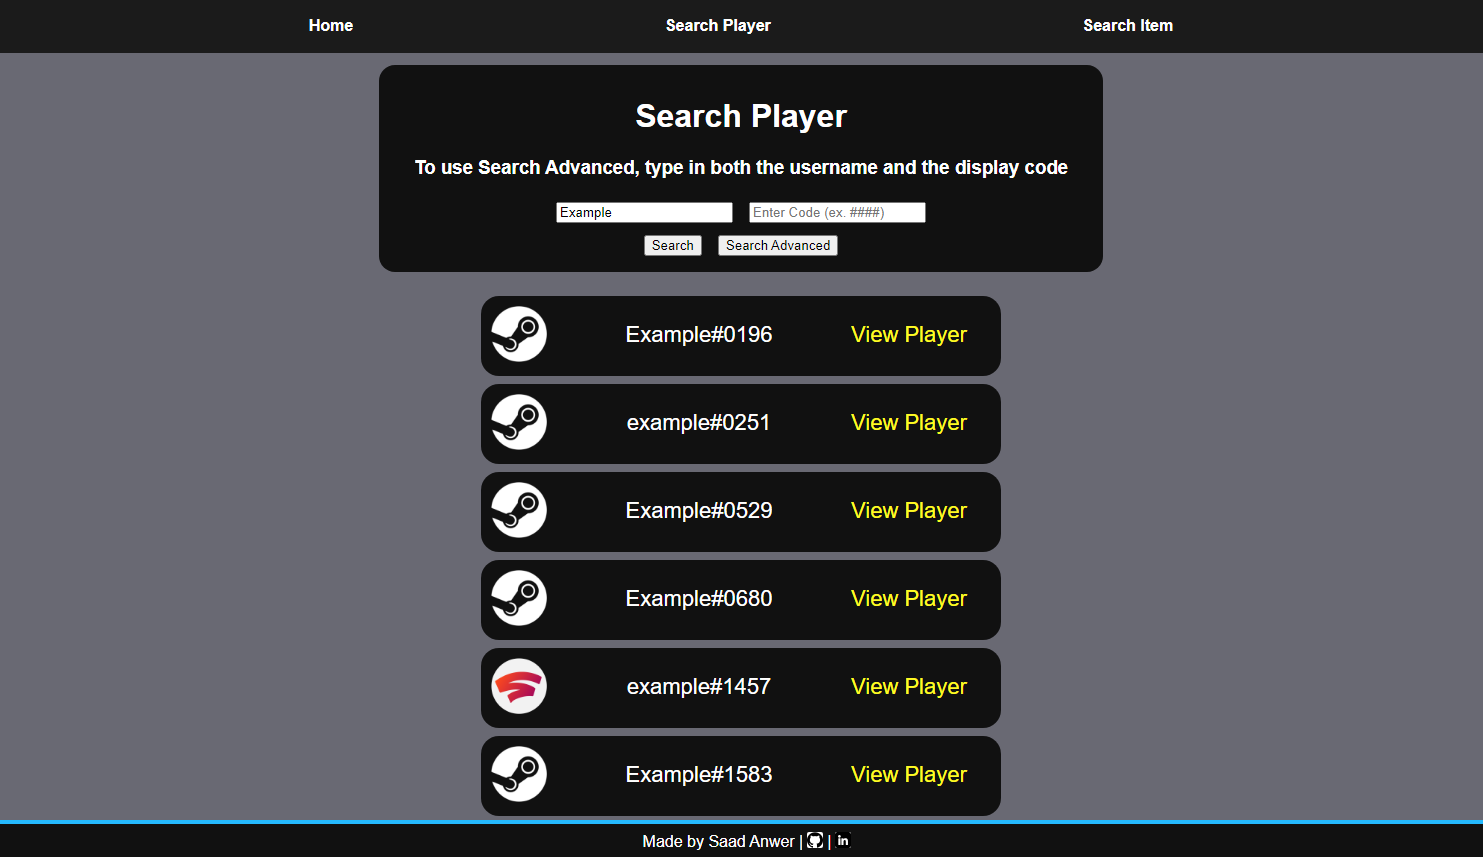 Home Search Player Search Item
Search Player
To use Search Advanced, type in both the username and the display code
Example Enter Code (ex. ####)
Search Search Advanced
Example#0196 View Player
example#0251 View Player
Example#0529 View Player
Example#0680 View Player
example#1457 View Player
Example#1583 View Player
Made by Saad Anwer | | in